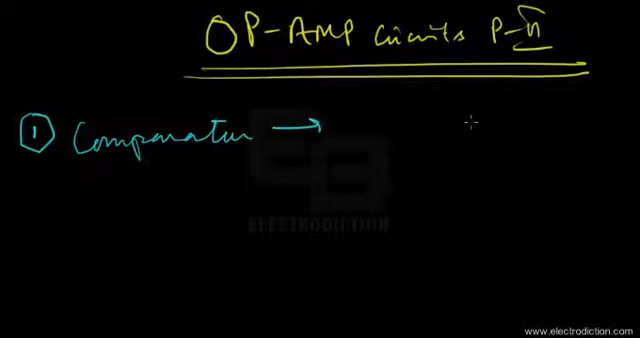 OP-AMP circuits P-II
1 Comparator →
ELECTRODICTION
www.electrodiction.com